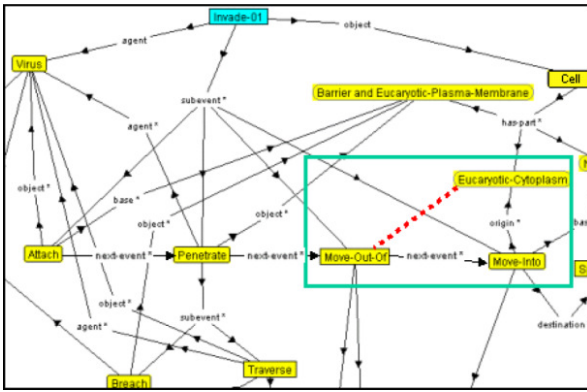 Invade-01
agent
object
Virus
Cell
Barrier and Eucaryotic-Plasma-Membrane
subevent*
has-part*
agent*
Eucaryotic-Cytoplasm
object*
base*
object*
object*
origin*
Attach
next-event*
Penetrate
next-event*
Move-Out-Of
next-event*
Move-Into
object*
subevent*
agent*
destination
Traverse
Breach